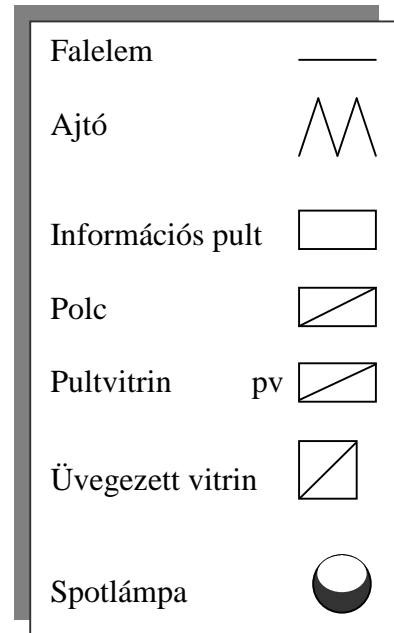 Falelem
Ajtó
Információs pult
Polc
Pultvitrin pv
Üvegezett vitrin
Spotlámpa